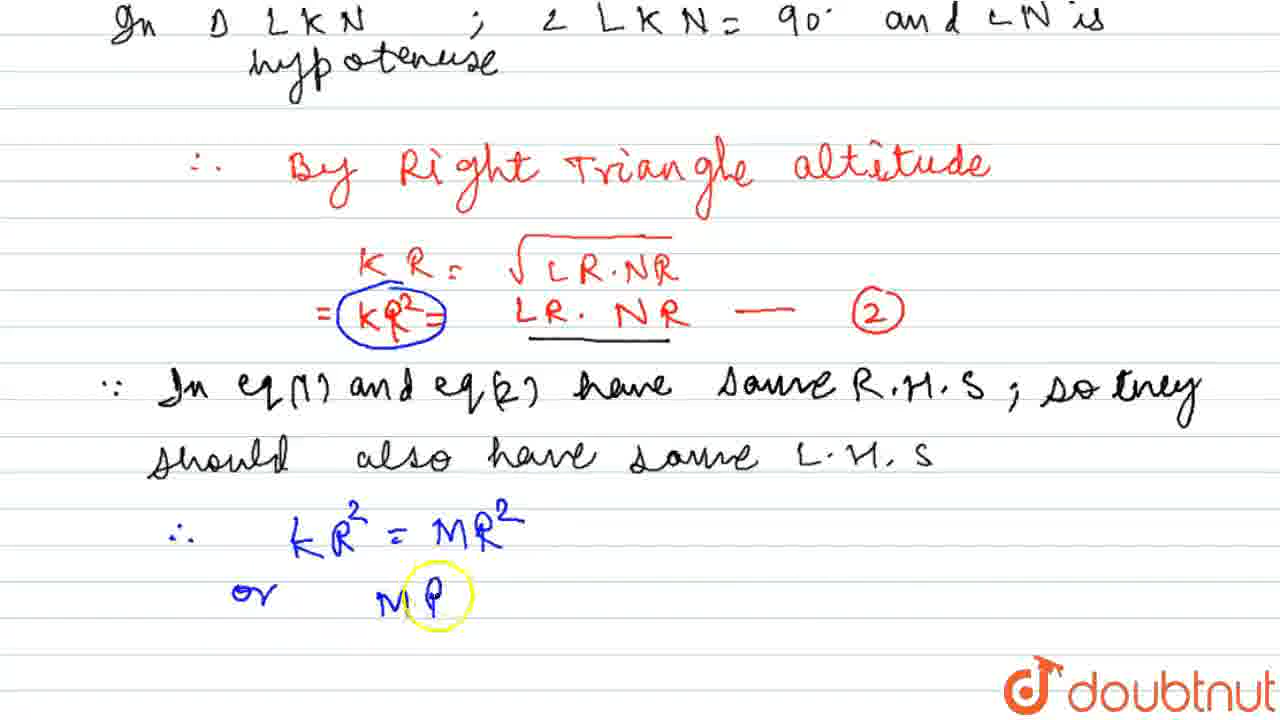 In △ LKN ; ∠LKN = 90° and LN is
hypotenuse
∴ By Right Triangle altitude
KR = √LR.NR
= KR² = LR. NR — ②
∵ In eq(1) and eq(2) have same R.H.S; so they
should also have same L.H.S
∴ KR² = MR²
or MR
doubtnut